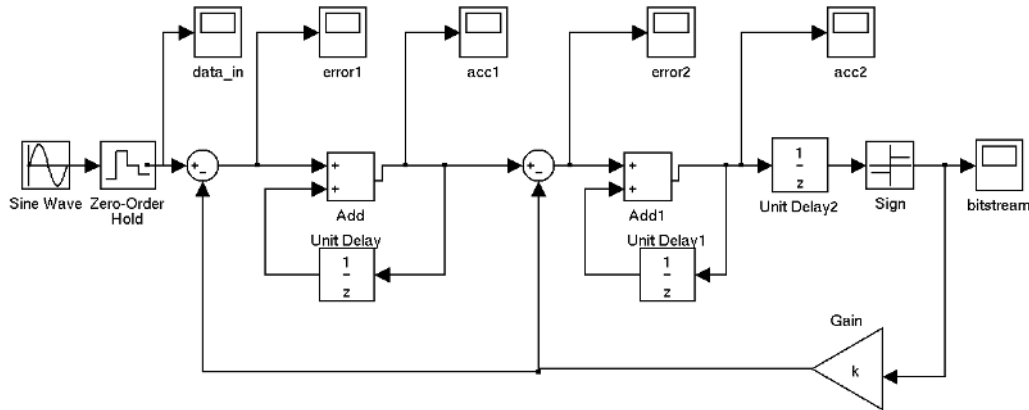 data_in
error1
acc1
error2
acc2
+
−
+
+
+
−
+
+
1
z
Sine Wave
Zero-Order
Hold
Add
Add1
Unit Delay2
Sign
bitstream
Unit Delay
Unit Delay1
1
z
1
z
Gain
k